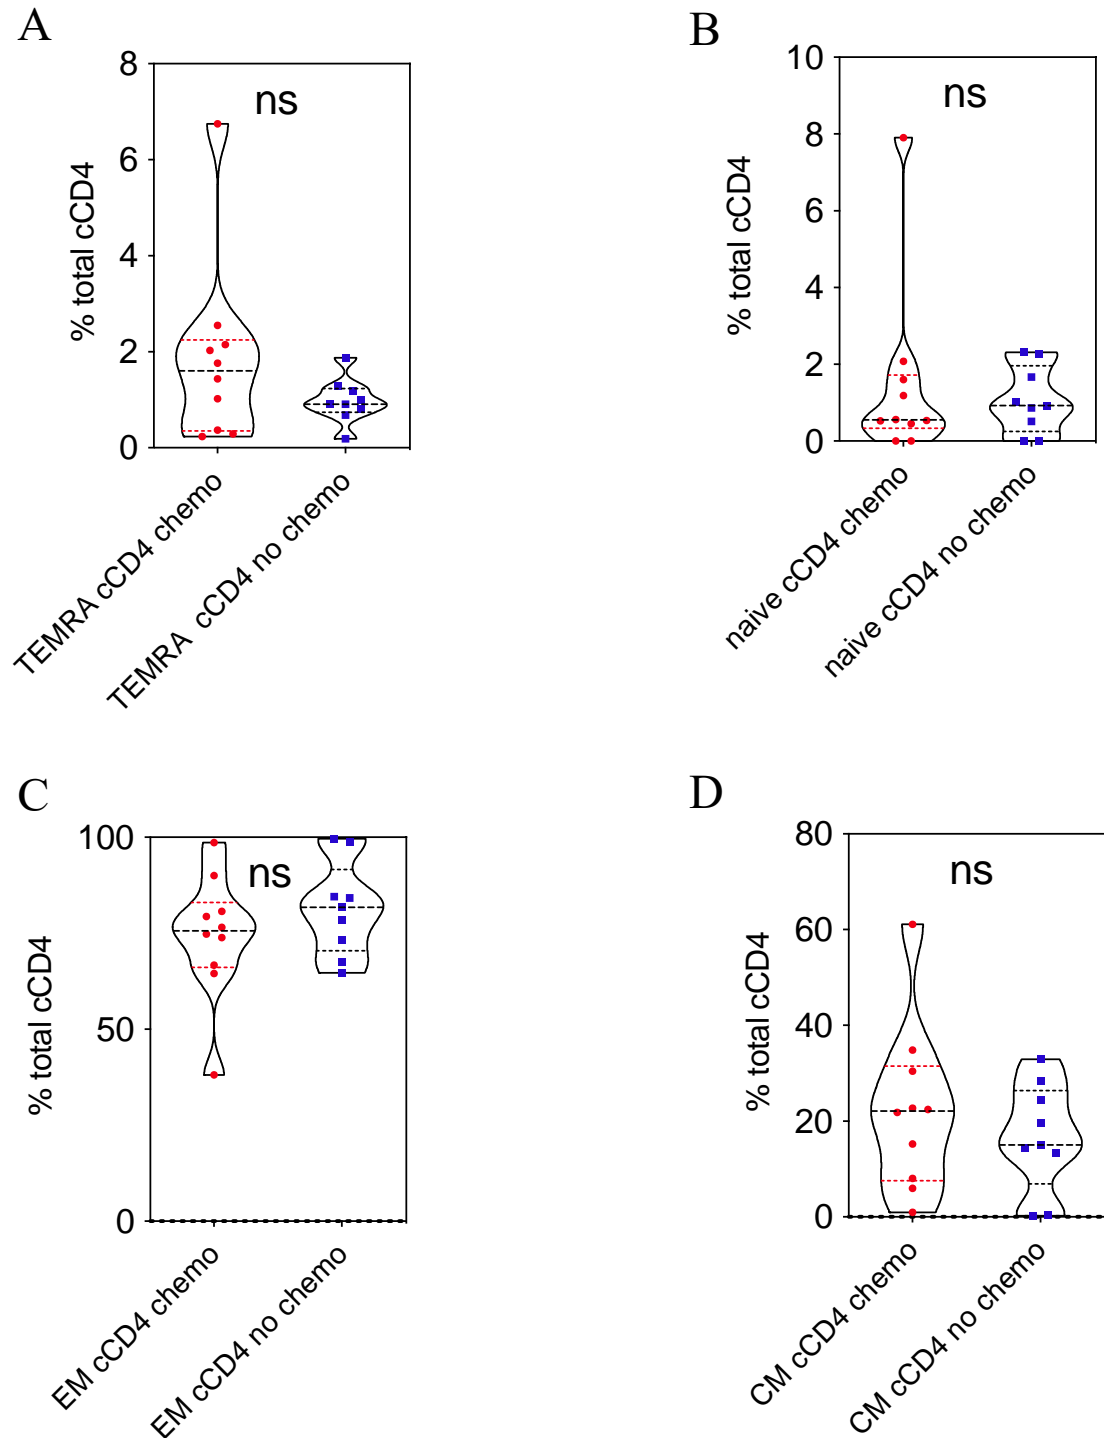 A
8
6
4
2
0
% total cCD4
ns
TEMRA cCD4 chemo
TEMRA  cCD4 no chemo
B
10
8
6
4
2
0
% total cCD4
ns
naive cCD4 chemo
naive cCD4 no chemo
C
100
50
0
% total cCD4
ns
EM cCD4 chemo
EM cCD4 no chemo
D
80
60
40
20
0
% total cCD4
ns
CM cCD4 chemo
CM cCD4 no chemo